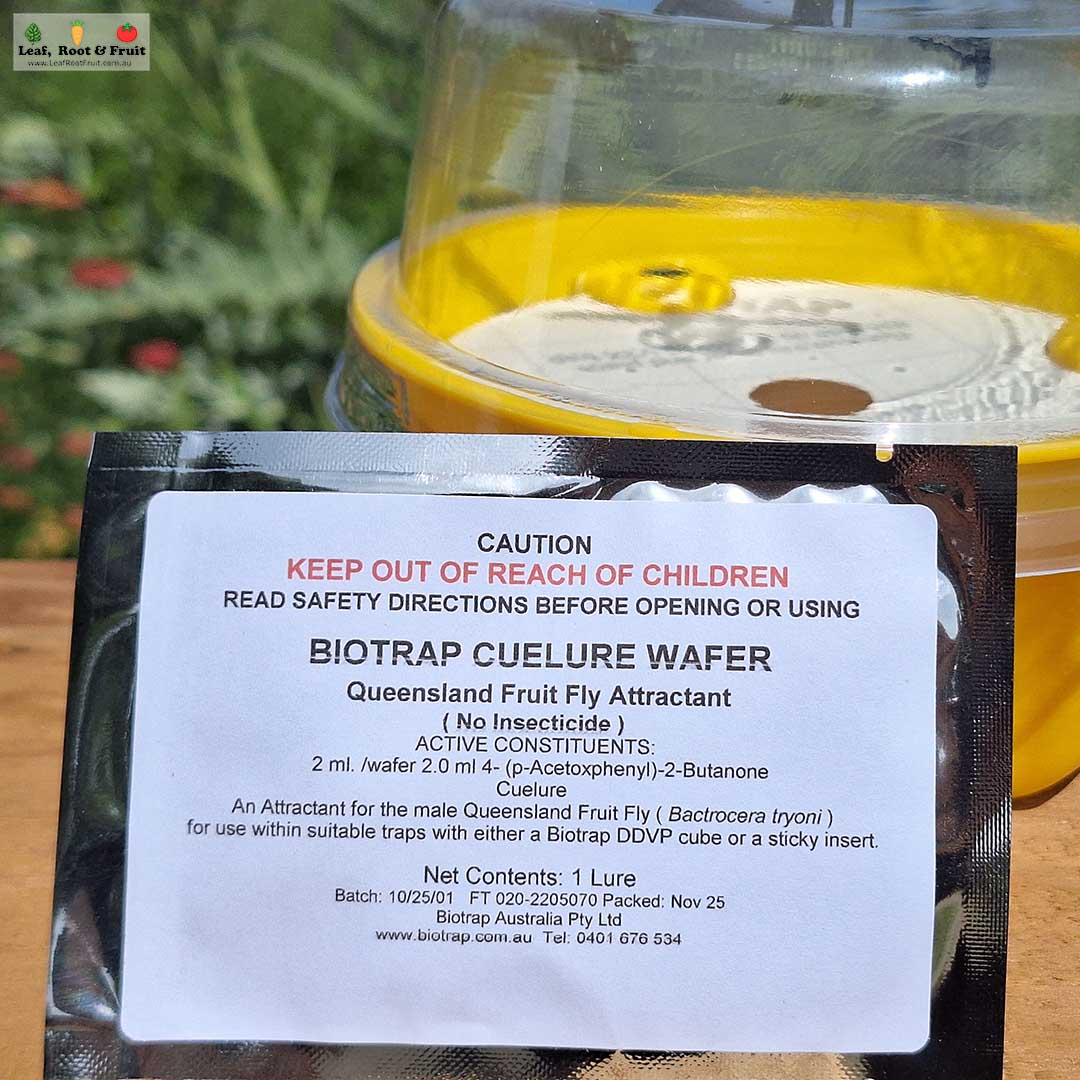 Leaf, Root & Fruit
www.LeafRootFruit.com.au
CAUTION
KEEP OUT OF REACH OF CHILDREN
READ SAFETY DIRECTIONS BEFORE OPENING OR USING
BIOTRAP CUELURE WAFER
Queensland Fruit Fly Attractant
( No Insecticide )
ACTIVE CONSTITUENTS:
2 ml. /wafer 2.0 ml 4- (p-Acetoxphenyl)-2-Butanone
Cuelure
An Attractant for the male Queensland Fruit Fly ( Bactrocera tryoni )
for use within suitable traps with either a Biotrap DDVP cube or a sticky insert.
Net Contents: 1 Lure
Batch: 10/25/01 FT 020-2205070 Packed: Nov 25
Biotrap Australia Pty Ltd
www.biotrap.com.au Tel: 0401 676 534